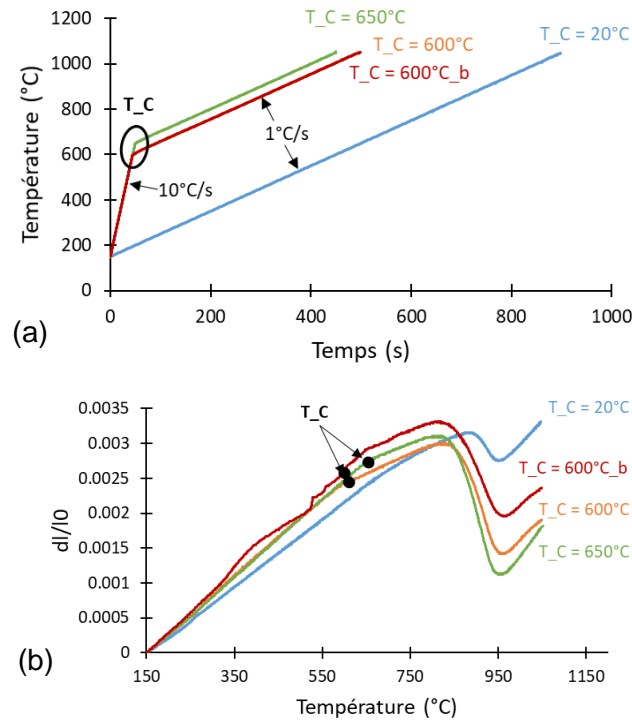 1200
1000
800
600
400
200
0
Température (°C)
T_C = 650°C
T_C = 600°C
T_C = 600°C_b
T_C = 20°C
T_C
1°C/s
10°C/s
0
200
400
600
800
1000
Temps (s)
(a)
0.0035
0.003
0.0025
0.002
0.0015
0.001
0.0005
0
dl/l0
T_C
T_C = 20°C
T_C = 600°C_b
T_C = 600°C
T_C = 650°C
150
350
550
750
950
1150
Température (°C)
(b)